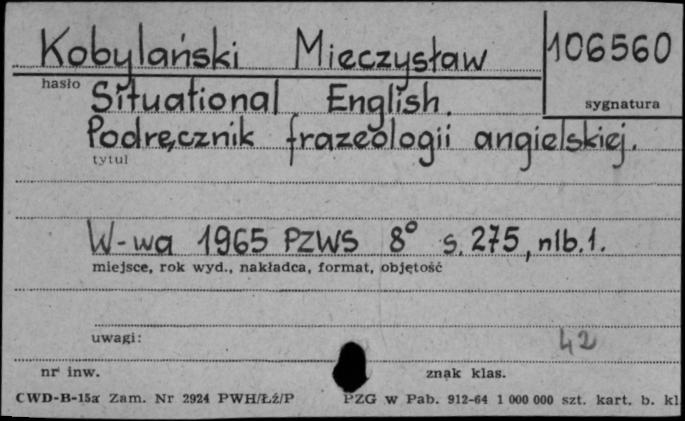 Kobylański Mieczysław 106560
hasło
sygnatura
Situational English.
Podręcznik frazeologii angielskiej.
tytuł
W-wa 1965 PZWS 8° s. 275, nlb. 1.
miejsce, rok wyd., nakładca, format, objętość
uwagi: 42
nr inw. znak klas.
CWD-B-15a Zam. Nr 2924 PWH/Łź/P PZG w Pab. 912-64 1 000 000 szt. kart. b. kl